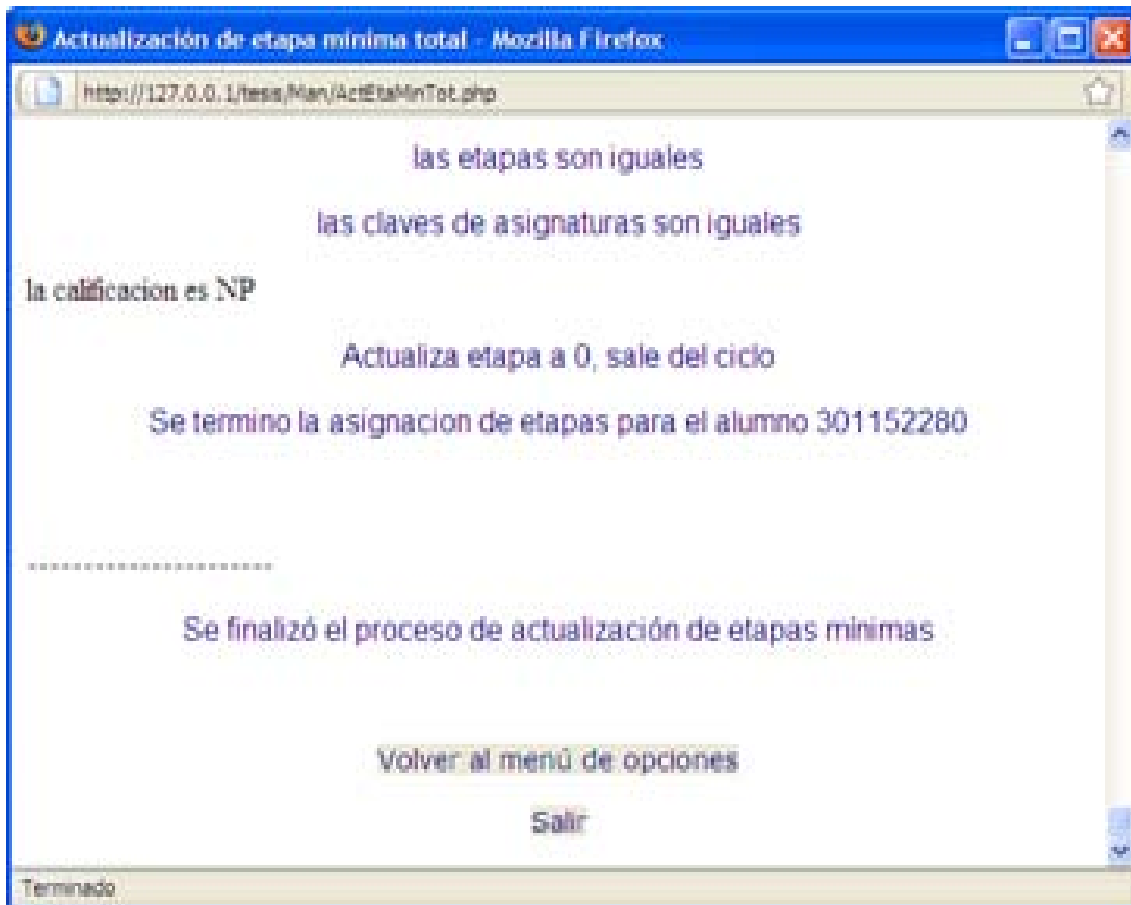 Actualización de etapa mínima total - Mozilla Firefox
http://127.0.0.1/tesis/Man/ActEtaMinTot.php
las etapas son iguales
las claves de asignaturas son iguales
la calificacion es NP
Actualiza etapa a 0, sale del ciclo
Se termino la asignacion de etapas para el alumno 301152280
----------------------
Se finalizó el proceso de actualización de etapas mínimas
Volver al menú de opciones
Salir
Terminado